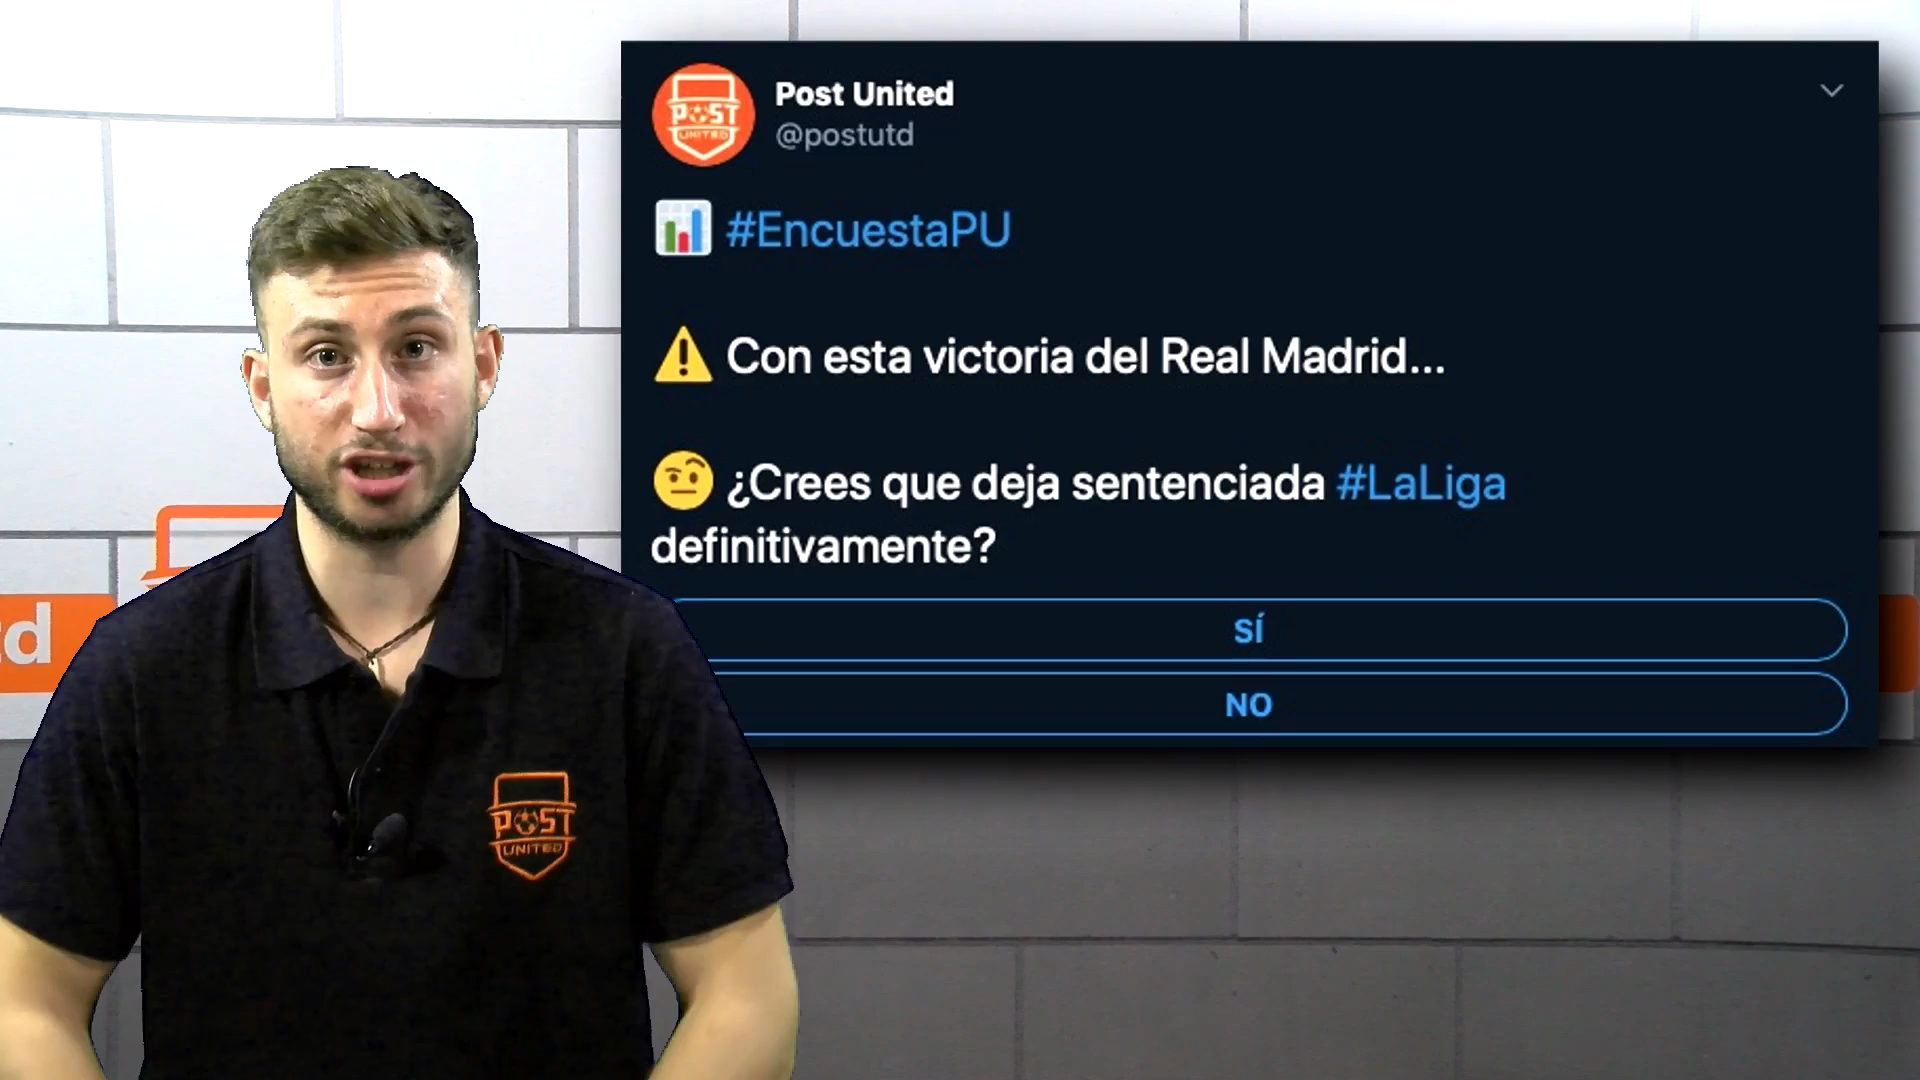 POST
UNITED
Post United
@postutd
#EncuestaPU
Con esta victoria del Real Madrid...
¿Crees que deja sentenciada #LaLiga
definitivamente?
SÍ
NO
td
POST
UNITED